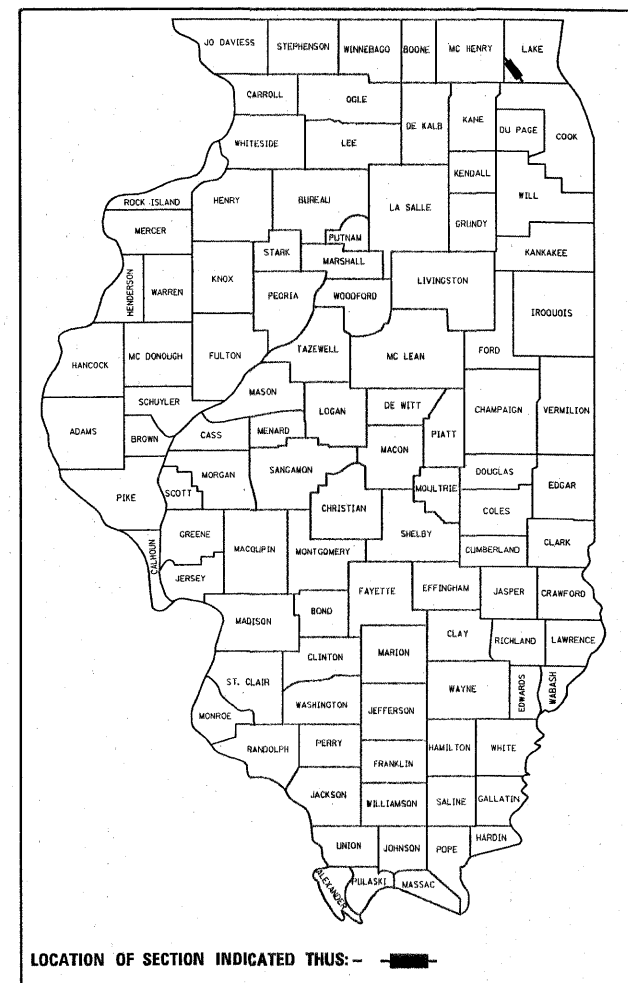 JO DAVIESS
STEPHENSON
WINNEBAGO
BOONE
MC HENRY
LAKE
CARROLL
OGLE
DE KALB
KANE
DU PAGE
COOK
WHITESIDE
LEE
KENDALL
WILL
ROCK ISLAND
HENRY
BUREAU
LA SALLE
GRUNDY
MERCER
PUTNAM
STARK
MARSHALL
KANKAKEE
HENDERSON
WARREN
KNOX
PEORIA
WOODFORD
LIVINGSTON
IROQUOIS
HANCOCK
MC DONOUGH
FULTON
TAZEWELL
MC LEAN
FORD
MASON
SCHUYLER
LOGAN
DE WITT
CHAMPAIGN
VERMILION
ADAMS
BROWN
CASS
MENARD
PIATT
MACON
PIKE
SCOTT
MORGAN
SANGAMON
MOULTRIE
DOUGLAS
EDGAR
CHRISTIAN
COLES
CALHOUN
GREENE
MACQUPIN
MONTGOMERY
SHELBY
CUMBERLAND
CLARK
JERSEY
FAYETTE
EFFINGHAM
JASPER
CRAWFORD
MADISON
BOND
CLAY
RICHLAND
LAWRENCE
CLINTON
MARION
ST. CLAIR
WAYNE
EDWARDS
WABASH
WASHINGTON
MONROE
JEFFERSON
RANDOLPH
PERRY
HAMILTON
WHITE
FRANKLIN
JACKSON
WILLIAMSON
SALINE
GALLATIN
HARDIN
UNION
JOHNSON
POPE
ALEXANDER
PULASKI
MASSAC
LOCATION OF SECTION INDICATED THUS: -